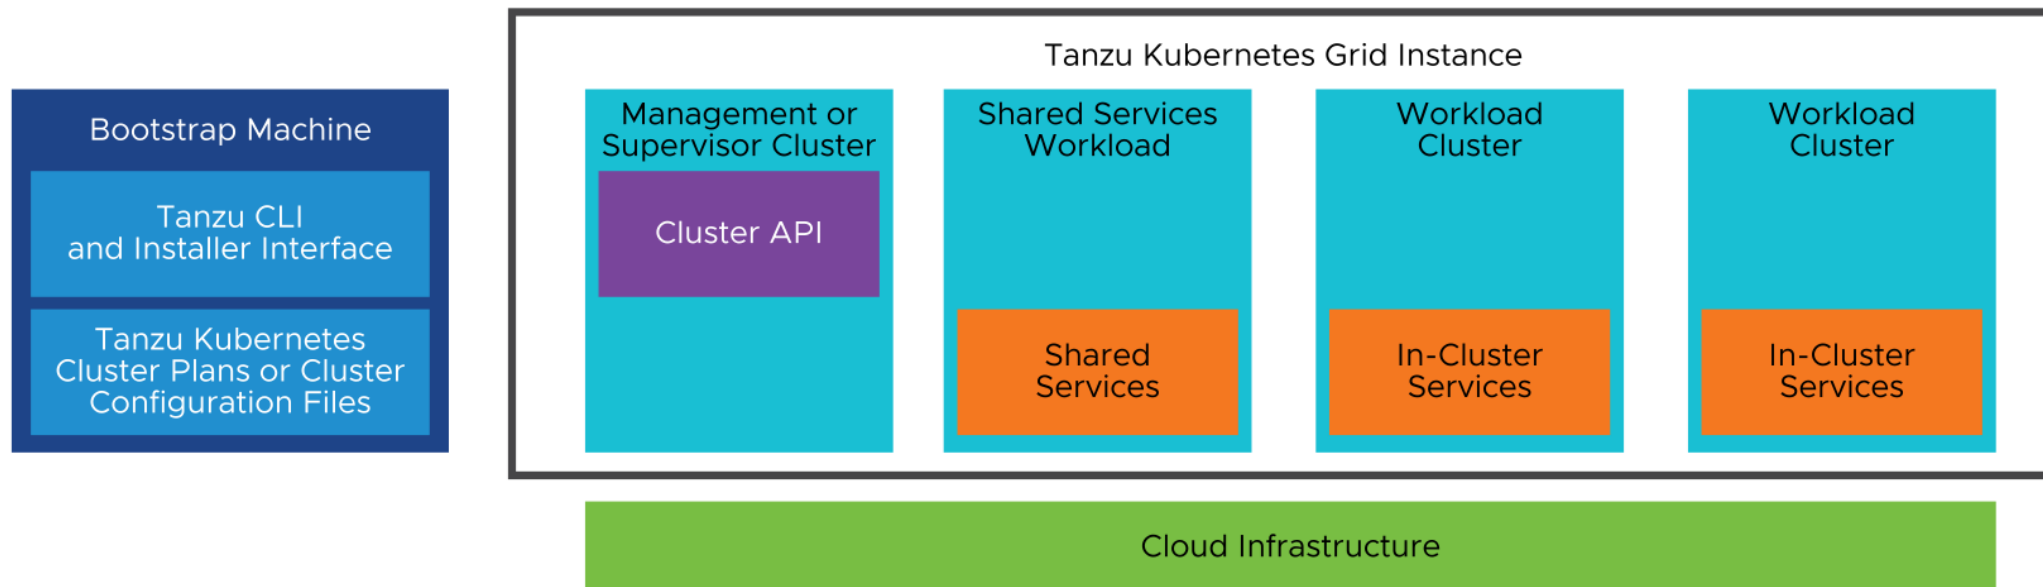 Tanzu Kubernetes Grid Instance
Bootstrap Machine
Tanzu CLI
and Installer Interface
Tanzu Kubernetes
Cluster Plans or Cluster
Configuration Files
Management or
Supervisor Cluster
Cluster API
Shared Services
Workload
Shared
Services
Workload
Cluster
In-Cluster
Services
Workload
Cluster
In-Cluster
Services
Cloud Infrastructure